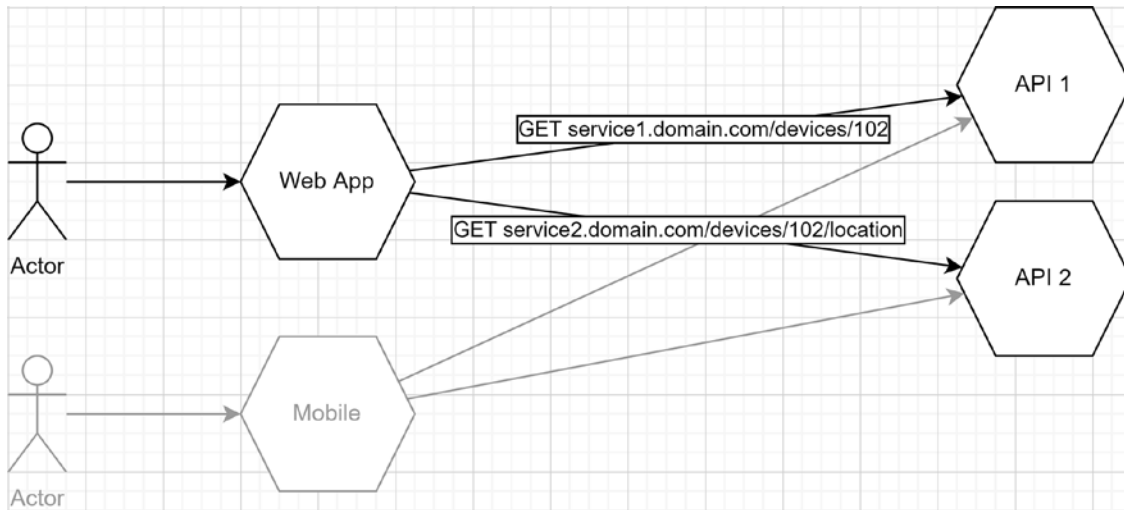 API 1
GET service1.domain.com/devices/102
Web App
GET service2.domain.com/devices/102/location
Actor
API 2
Mobile
Actor